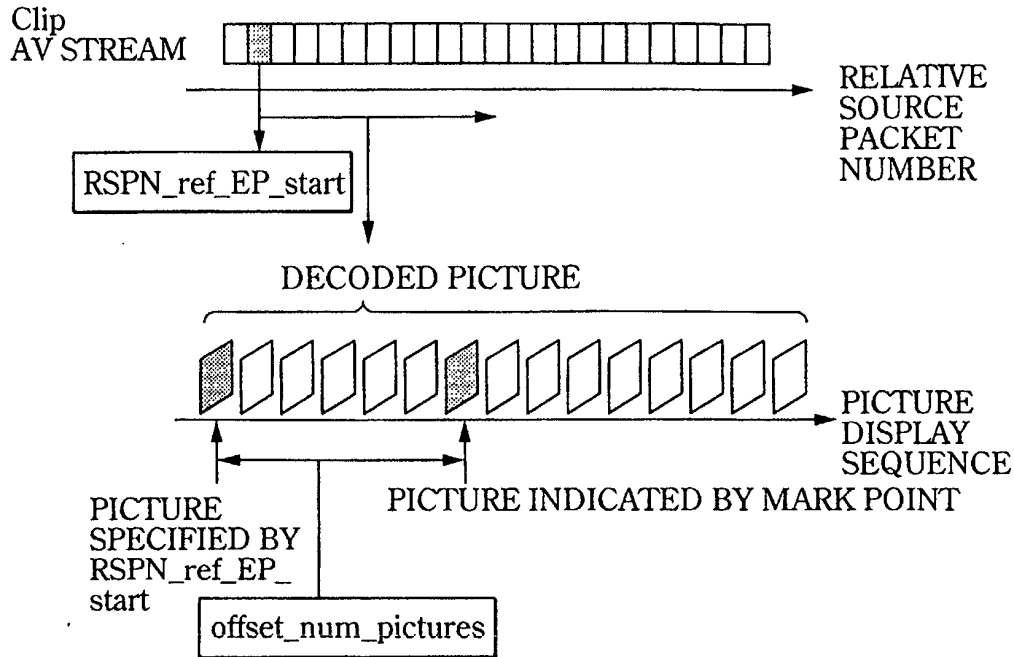 Clip
AV STREAM
RELATIVE
SOURCE
PACKET
NUMBER
RSPN_ref_EP_start
DECODED PICTURE
PICTURE
DISPLAY
SEQUENCE
PICTURE INDICATED BY MARK POINT
PICTURE
SPECIFIED BY
RSPN_ref_EP_
start
offset_num_pictures